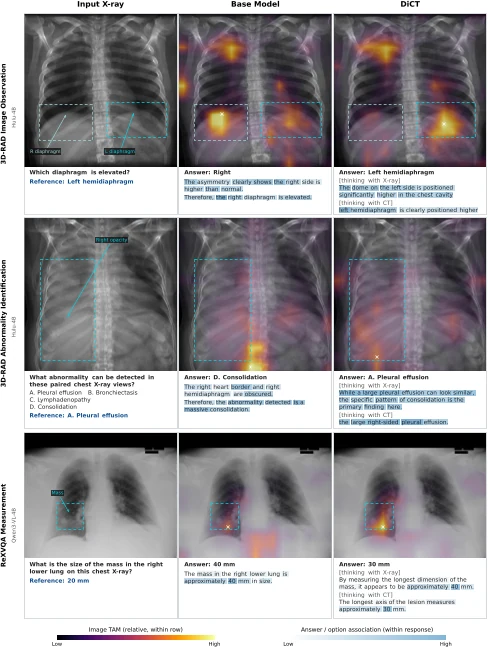 Input X-ray
Base Model
DiCT
3D-RAD Image Observation
Hulu-4B
R diaphragm
L diaphragm
Which diaphragm is elevated?
Reference: Left hemidiaphragm
Answer: Right
The asymmetry clearly shows the right side is
higher than normal.
Therefore, the right diaphragm is elevated.
Answer: Left hemidiaphragm
[thinking with X-ray]
The dome on the left side is positioned
significantly higher in the chest cavity
[thinking with CT]
left hemidiaphragm is clearly positioned higher
3D-RAD Abnormality Identification
Hulu-4B
Right opacity
What abnormality can be detected in
these paired chest X-ray views?
A. Pleural effusion B. Bronchiectasis
C. Lymphadenopathy
D. Consolidation
Reference: A. Pleural effusion
Answer: D. Consolidation
The right heart border and right
hemidiaphragm are obscured.
Therefore, the abnormality detected is a
massive consolidation.
Answer: A. Pleural effusion
[thinking with X-ray]
While a large pleural effusion can look similar,
the specific pattern of consolidation is the
primary finding here.
[thinking with CT]
the large right-sided pleural effusion.
ReXVQA Measurement
Qwen3-VL-4B
Mass
What is the size of the mass in the right
lower lung on this chest X-ray?
Reference: 20 mm
Answer: 40 mm
The mass in the right lower lung is
approximately 40 mm in size.
Answer: 30 mm
[thinking with X-ray]
By measuring the longest dimension of the
mass, it appears to be approximately 40 mm.
[thinking with CT]
The longest axis of the lesion measures
approximately 30 mm.
Image TAM (relative, within row)
Low
High
Answer / option association (within response)
Low
High